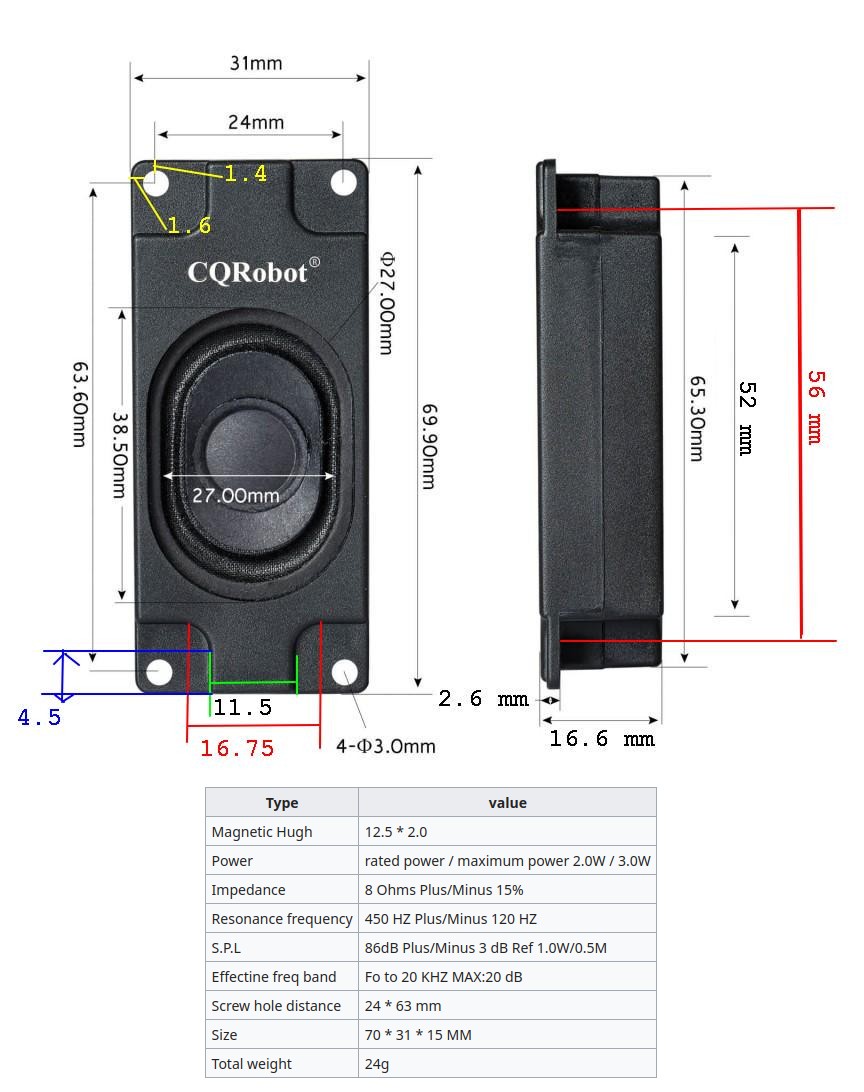 31mm
24mm
1.4
1.6
CQRobot®
Φ27.00mm
63.60mm
38.50mm
27.00mm
69.90mm
65.30mm
52 mm
56 mm
4.5
11.5
16.75
4-Φ3.0mm
2.6 mm
16.6 mm
Type value
Magnetic Hugh 12.5 * 2.0
Power rated power / maximum power 2.0W / 3.0W
Impedance 8 Ohms Plus/Minus 15%
Resonance frequency 450 HZ Plus/Minus 120 HZ
S.P.L 86dB Plus/Minus 3 dB Ref 1.0W/0.5M
Effectine freq band Fo to 20 KHZ MAX:20 dB
Screw hole distance 24 * 63 mm
Size 70 * 31 * 15 MM
Total weight 24g